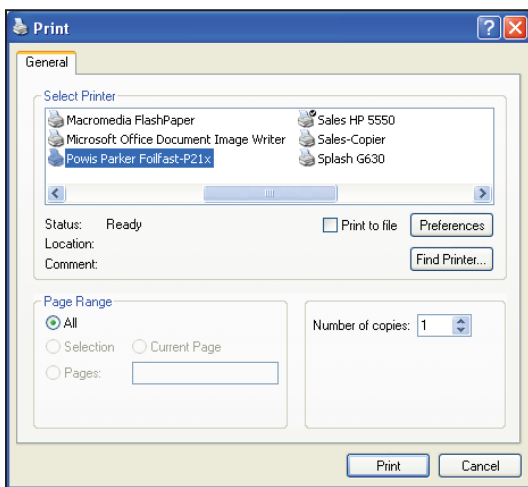 Print
General
Select Printer
Macromedia FlashPaper
Microsoft Office Document Image Writer
Powis Parker Foilfast-P21x
Sales HP 5550
Sales-Copier
Splash G630
Status: Ready
Print to file
Preferences
Location:
Comment:
Find Printer...
Page Range
All
Selection
Current Page
Pages:
Number of copies: 1
Print
Cancel